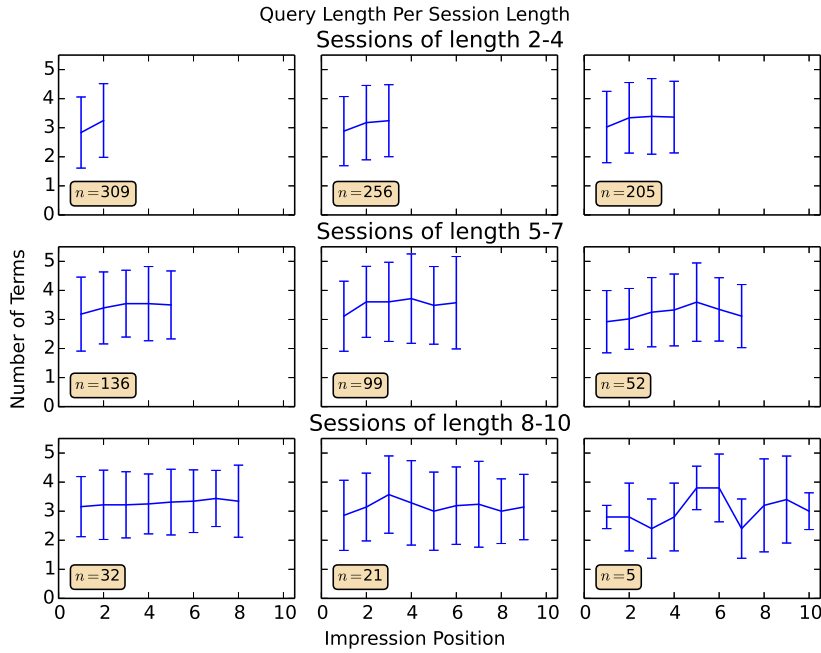 Query Length Per Session Length
Sessions of length 2-4
5
4
3
2
1
0
n=309
n=256
n=205
Sessions of length 5-7
Number of Terms
5
4
3
2
1
0
n=136
n=99
n=52
Sessions of length 8-10
5
4
3
2
1
0
n=32
n=21
n=5
0 2 4 6 8 10 0 2 4 6 8 10 0 2 4 6 8 10
Impression Position